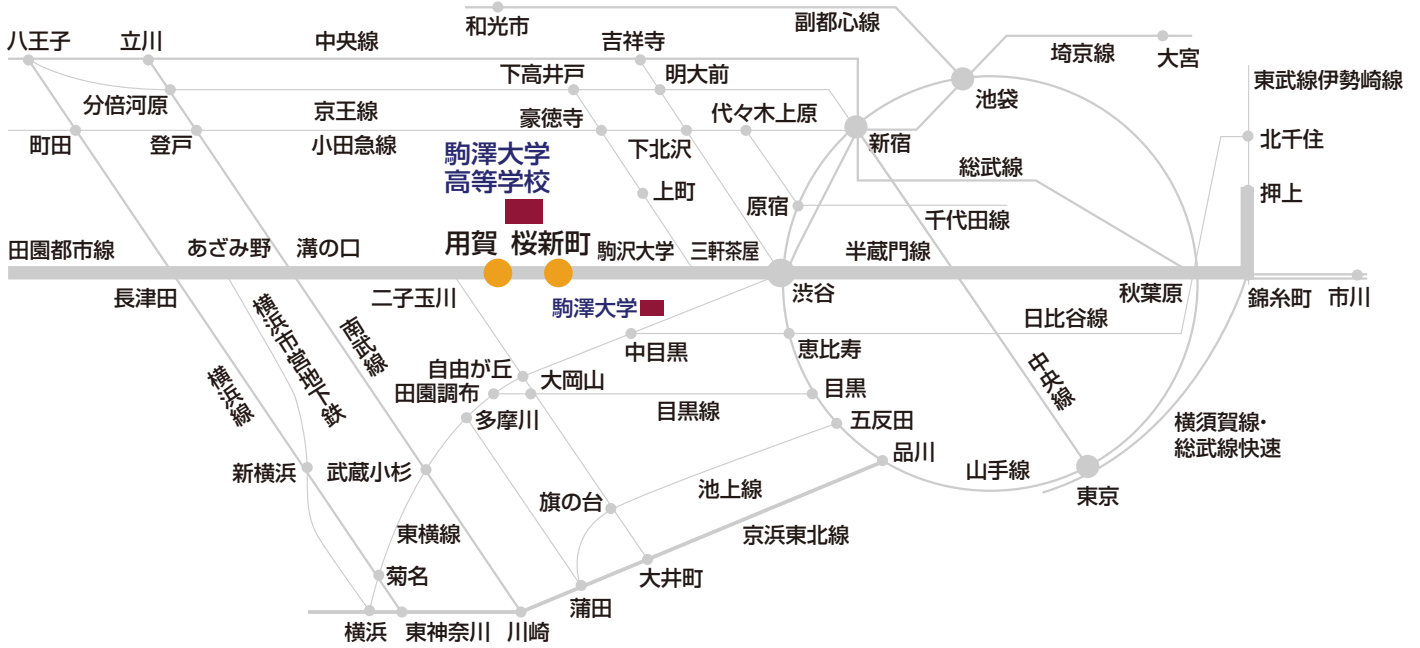 和光市
副都心線
八王子
立川
中央線
吉祥寺
埼京線
大宮
下高井戸
明大前
池袋
東武線伊勢崎線
分倍河原
京王線
豪徳寺
代々木上原
町田
登戸
小田急線
下北沢
新宿
北千住
駒澤大学
高等学校
総武線
上町
原宿
千代田線
押上
田園都市線
あざみ野
溝の口
用賀
桜新町
駒沢大学
三軒茶屋
半蔵門線
長津田
二子玉川
駒澤大学
渋谷
秋葉原
錦糸町
市川
横浜市営地下鉄
南武線
日比谷線
中目黒
恵比寿
横浜線
自由が丘
大岡山
田園調布
目黒
中央線
多摩川
目黒線
五反田
横須賀線・
総武線快速
新横浜
武蔵小杉
品川
山手線
旗の台
池上線
東京
東横線
京浜東北線
菊名
大井町
蒲田
横浜
東神奈川
川崎